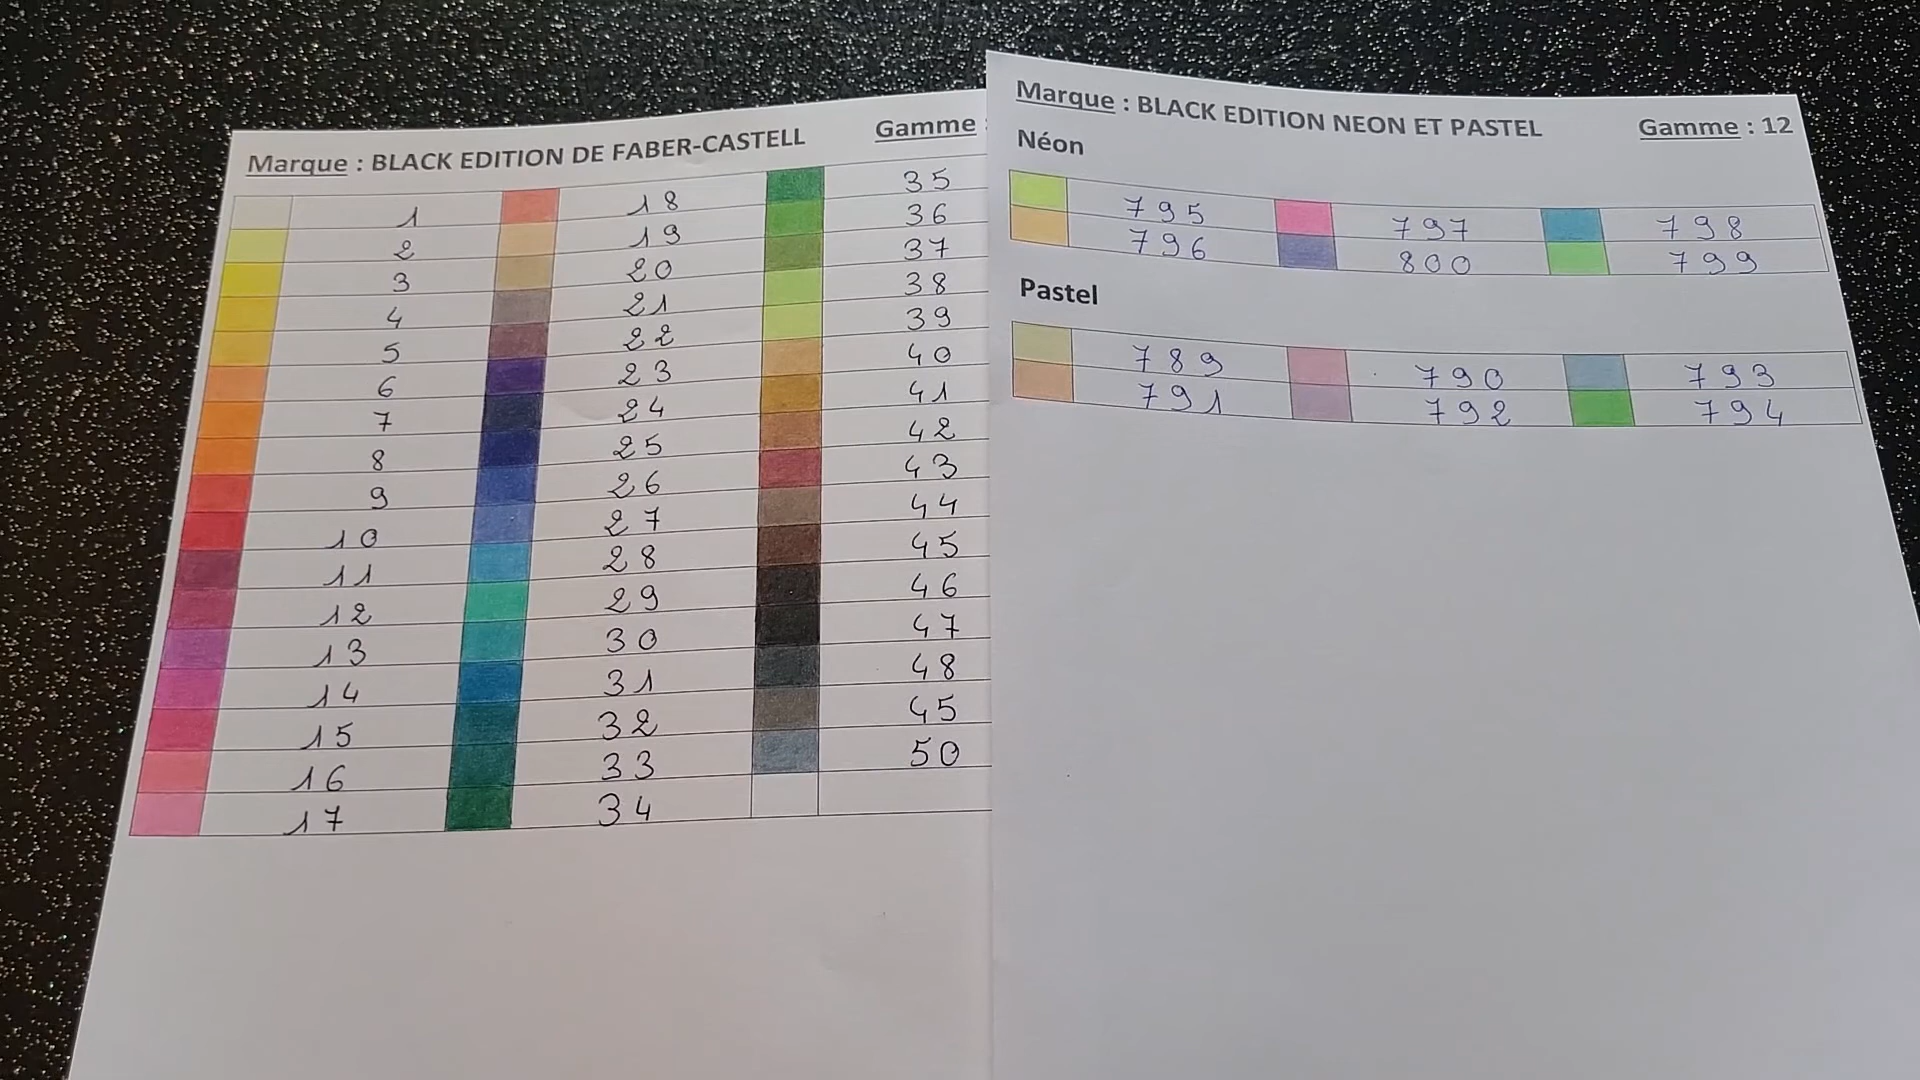 Marque : BLACK EDITION DE FABER-CASTELL Gamme :
1 18 35
2 19 36
3 20 37
4 21 38
5 22 39
6 23 40
7 24 41
8 25 42
9 26 43
10 27 44
11 28 45
12 29 46
13 30 47
14 31 48
15 32 45
16 33 50
17 34
Marque : BLACK EDITION NEON ET PASTEL Gamme : 12
Néon
795 797 798
796 800 799
Pastel
789 790 793
791 792 794